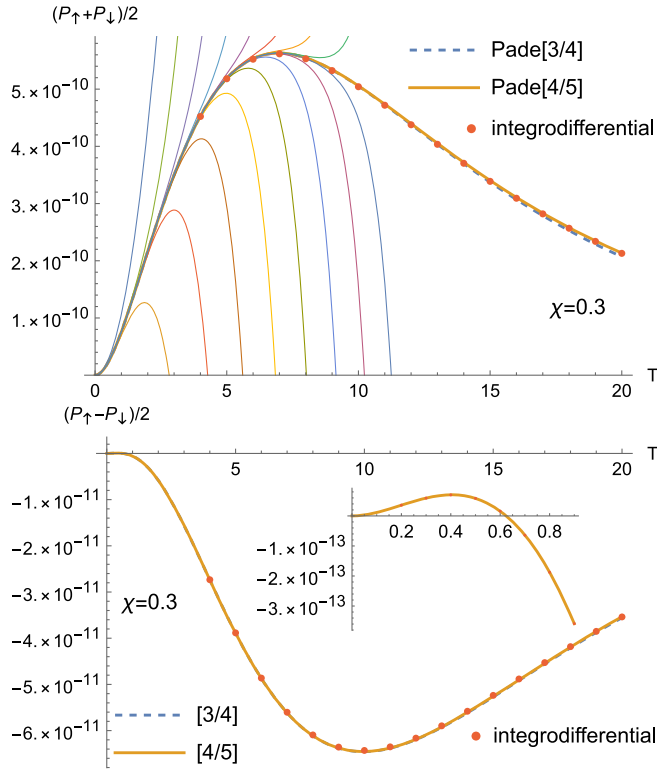 (P↑+P↓)/2
Pade[3/4]
Pade[4/5]
integrodifferential
5.×10⁻¹⁰
4.×10⁻¹⁰
3.×10⁻¹⁰
2.×10⁻¹⁰
1.×10⁻¹⁰
χ=0.3
0 5 10 15 20 T
(P↑−P↓)/2
5 10 15 20 T
−1.×10⁻¹¹
−2.×10⁻¹¹
−3.×10⁻¹¹
−4.×10⁻¹¹
−5.×10⁻¹¹
−6.×10⁻¹¹
χ=0.3
0.2 0.4 0.6 0.8
−1.×10⁻¹³
−2.×10⁻¹³
−3.×10⁻¹³
[3/4]
[4/5]
integrodifferential